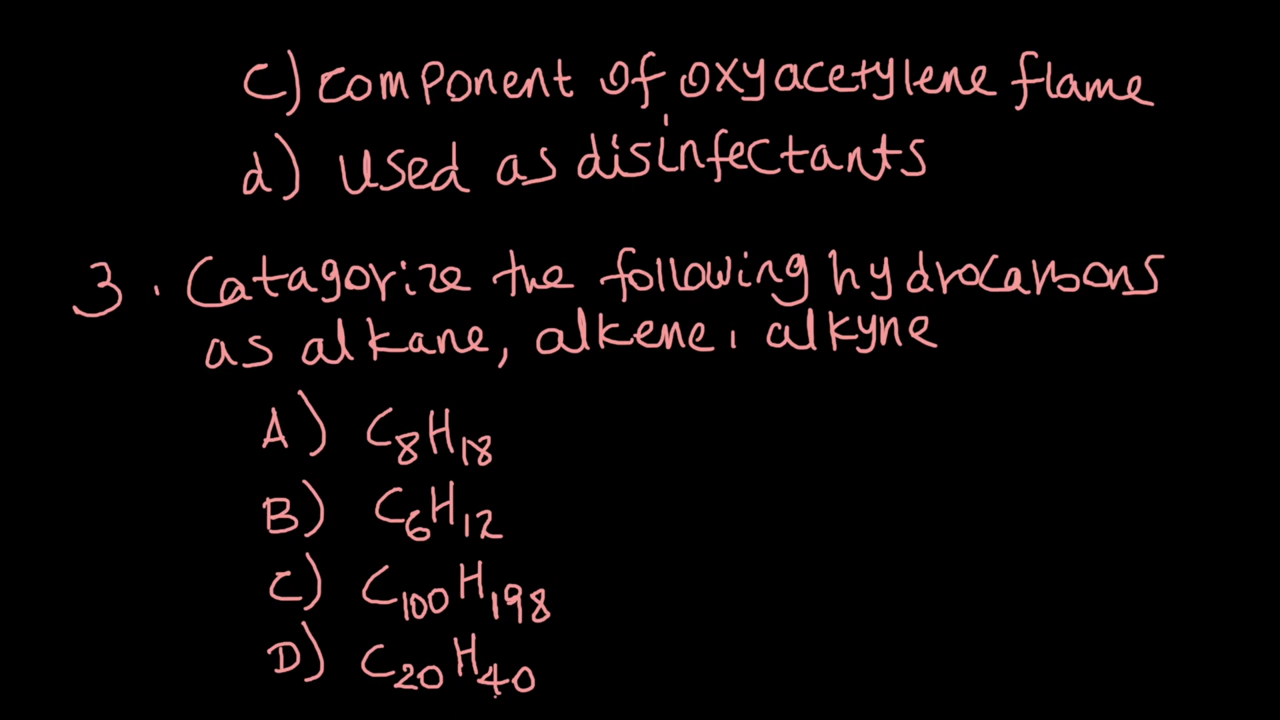 c) component of oxyacetylene flame
d) used as disinfectants
3. Catagorize the following hydrocarbons
as alkane, alkene, alkyne
A) C₈H₁₈
B) C₆H₁₂
C) C₁₀₀H₁₉₈
D) C₂₀H₄₀